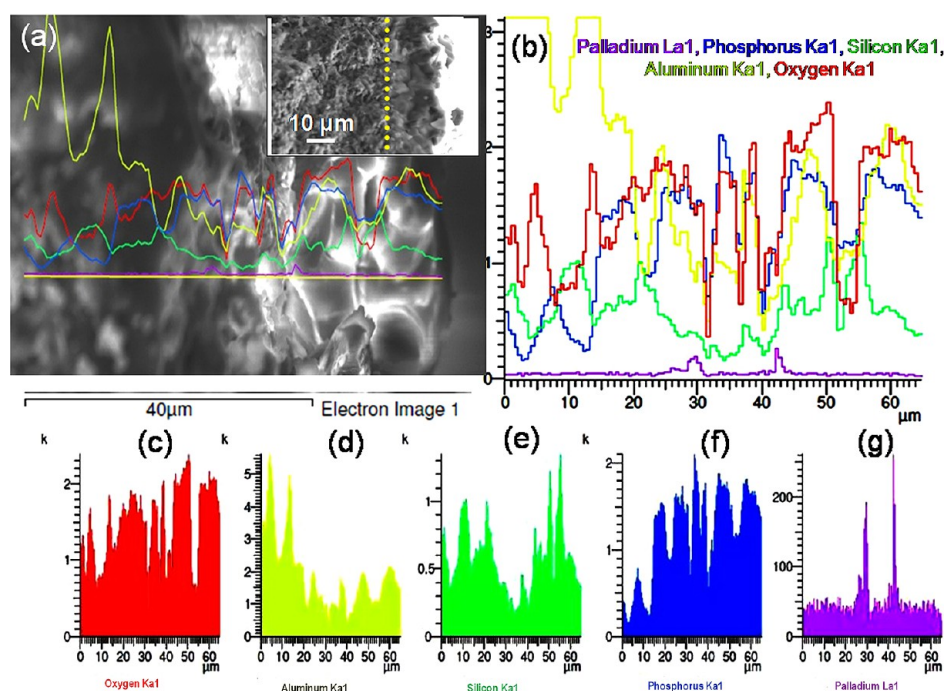 (a)
10 µm
40µm
Electron Image 1
(b)
Palladium La1, Phosphorus Ka1, Silicon Ka1,
Aluminum Ka1, Oxygen Ka1
3
2
1
0
0 10 20 30 40 50 60
µm
(c)
k
2
1
0
0 10 20 30 40 50 60
µm
Oxygen Ka1
(d)
k
5
4
3
2
1
0
0 10 20 30 40 50 60
µm
Aluminum Ka1
(e)
k
1
0.5
0
0 10 20 30 40 50 60
µm
Silicon Ka1
(f)
k
2
1
0
0 10 20 30 40 50 60
µm
Phosphorus Ka1
(g)
200
100
0
0 10 20 30 40 50 60
µm
Palladium La1